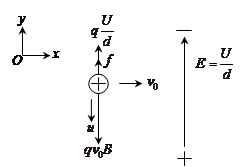 y
O
x
q U/d
f
+
v₀
u
qv₀B
−
E = U/d
+